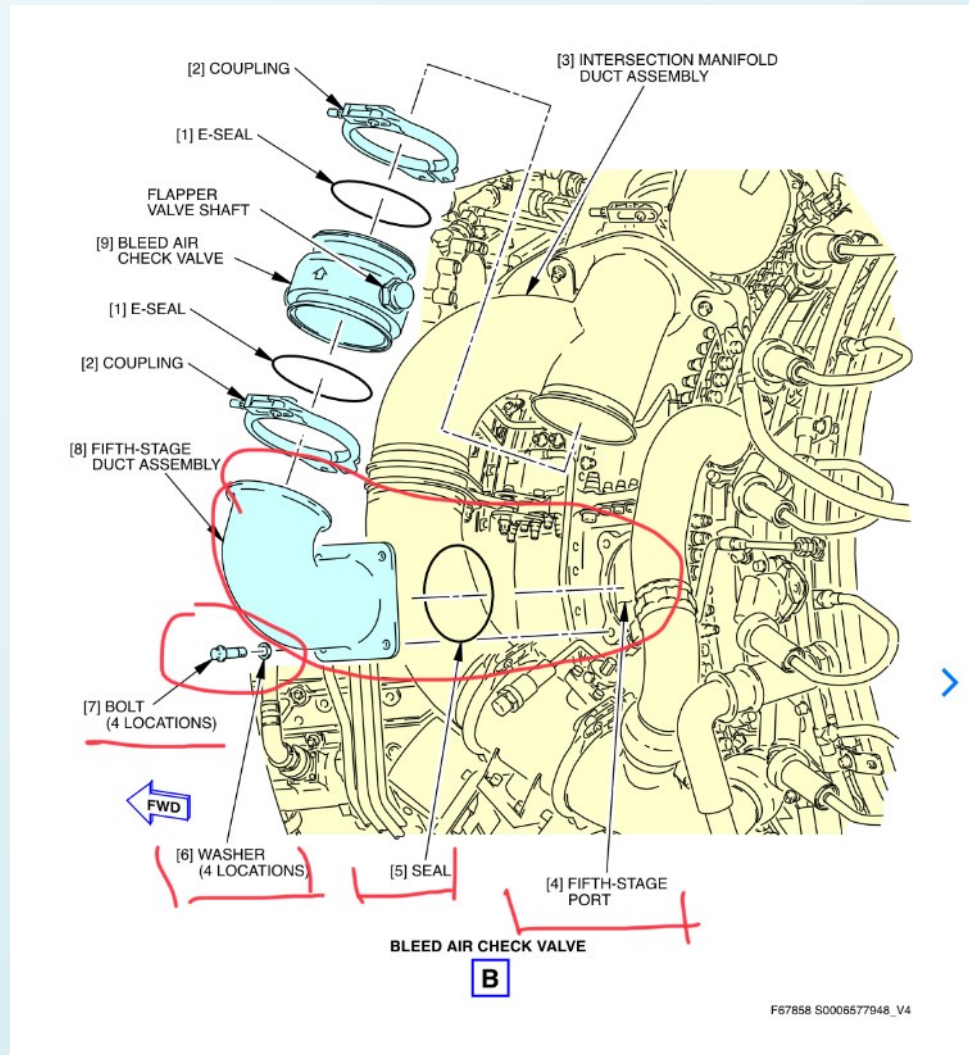 [2] COUPLING
[3] INTERSECTION MANIFOLD
DUCT ASSEMBLY
[1] E-SEAL
FLAPPER
VALVE SHAFT
[9] BLEED AIR
CHECK VALVE
[1] E-SEAL
[2] COUPLING
[8] FIFTH-STAGE
DUCT ASSEMBLY
[7] BOLT
(4 LOCATIONS)
FWD
[6] WASHER
(4 LOCATIONS)
[5] SEAL
[4] FIFTH-STAGE
PORT
BLEED AIR CHECK VALVE
B
F67858 S0006577948_V4